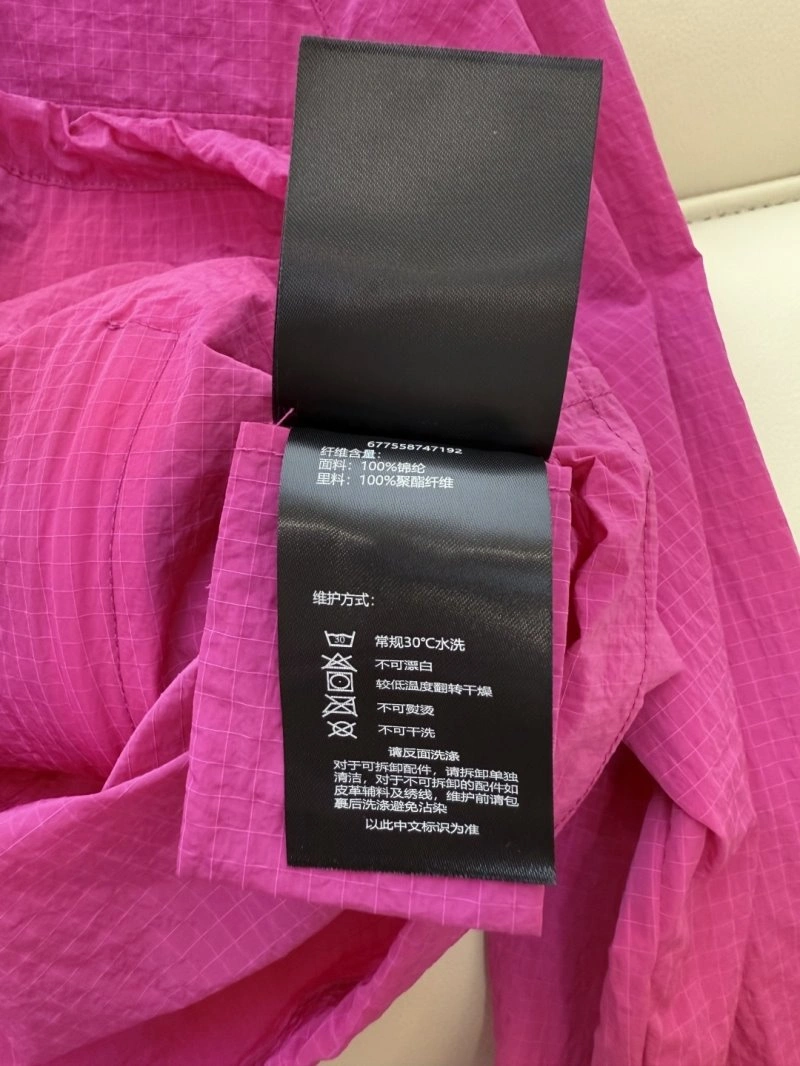 677558747192
纤维含量：
面料：100%锦纶
里料：100%聚酯纤维
维护方式：
30
常规30℃水洗
不可漂白
较低温度翻转干燥
不可熨烫
不可干洗
请反面洗涤
对于可拆卸配件，请拆卸单独
清洁，对于不可拆卸的配件如
皮革辅料及绣线，维护前请包
裹后洗涤避免沾染
以此中文标识为准